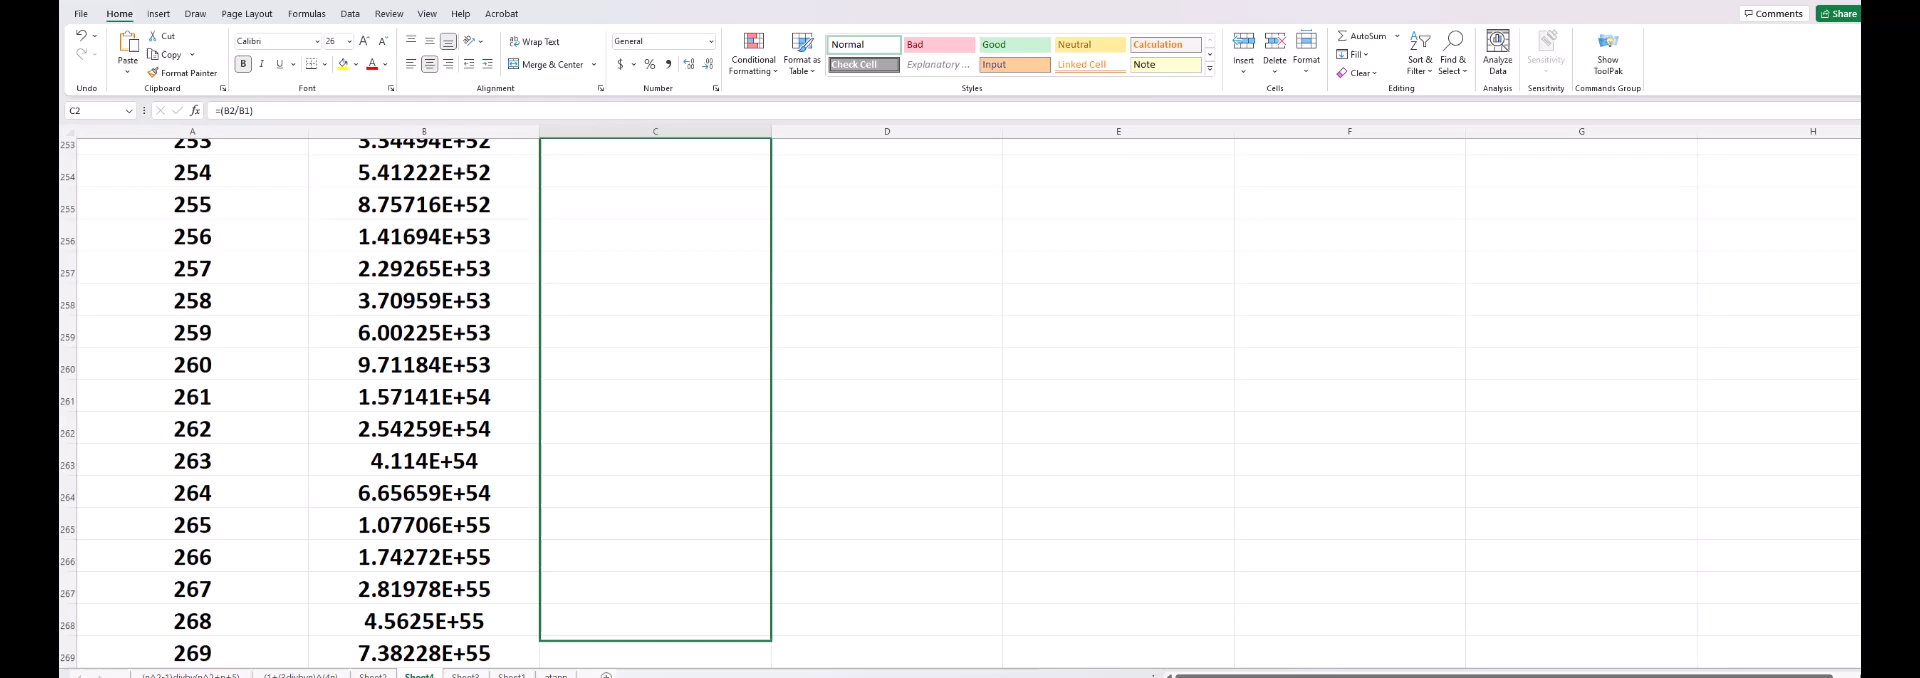 File Home Insert Draw Page Layout Formulas Data Review View Help Acrobat Comments Share
Cut Calibri 26 Wrap Text General Normal Bad Good Neutral Calculation AutoSum
Copy Fill
Paste Format Painter B I U Merge & Center $ % Conditional Formatting Format as Table Check Cell Explanatory ... Input Linked Cell Note Insert Delete Format Clear Sort & Filter Find & Select Analyze Data Sensitivity Show ToolPak
Undo Clipboard Font Alignment Number Styles Cells Editing Analysis Sensitivity Commands Group
C2 fx =(B2/B1)
A B C D E F G H
253 253 3.34494E+52
254 254 5.41222E+52
255 255 8.75716E+52
256 256 1.41694E+53
257 257 2.29265E+53
258 258 3.70959E+53
259 259 6.00225E+53
260 260 9.71184E+53
261 261 1.57141E+54
262 262 2.54259E+54
263 263 4.114E+54
264 264 6.65659E+54
265 265 1.07706E+55
266 266 1.74272E+55
267 267 2.81978E+55
268 268 4.5625E+55
269 269 7.38228E+55
Sheet2 Sheet4 Sheet3 Sheet1